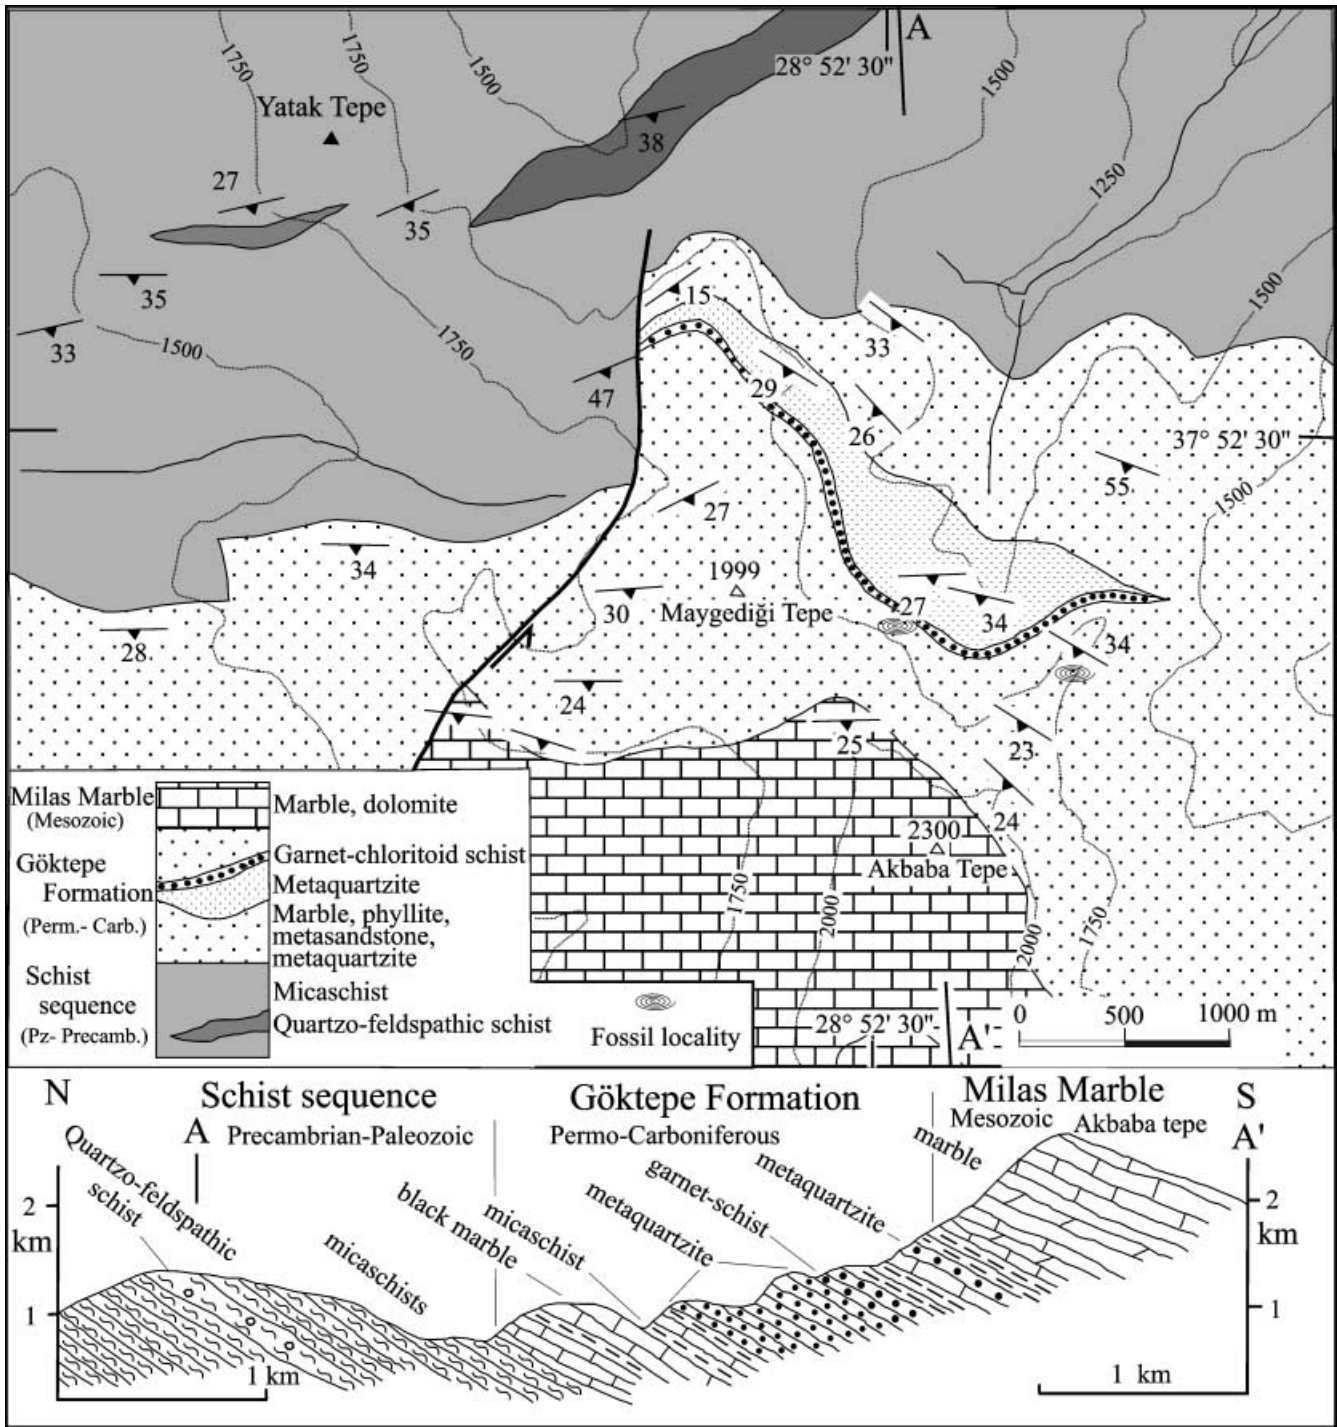 A
28° 52' 30"
1750
1750
1500
1500
Yatak Tepe
38
1250
27
35
35
15
1500
33
33
1500
1750
47
29
26
37° 52' 30"
55
1500
27
34
1999
30
Maygediği Tepe
27
34
34
28
24
23
25
24
2300
Akbaba Tepe
1750
2000
2000
1750
Milas Marble
(Mesozoic)
Marble, dolomite
Göktepe
Formation
(Perm.- Carb.)
Garnet-chloritoid schist
Metaquartzite
Marble, phyllite,
metasandstone,
metaquartzite
Schist
sequence
(Pz- Precamb.)
Micaschist
Quartzo-feldspathic schist
Fossil locality
28° 52' 30"
A'
0 500 1000 m
N
Schist sequence
Göktepe Formation
Milas Marble
S
A
Precambrian-Paleozoic
Permo-Carboniferous
Mesozoic
Akbaba tepe
A'
Quartzo-feldspathic
schist
micaschists
black marble
micaschist
metaquartzite
garnet-schist
metaquartzite
marble
2
km
1
2
km
1
1 km
1 km